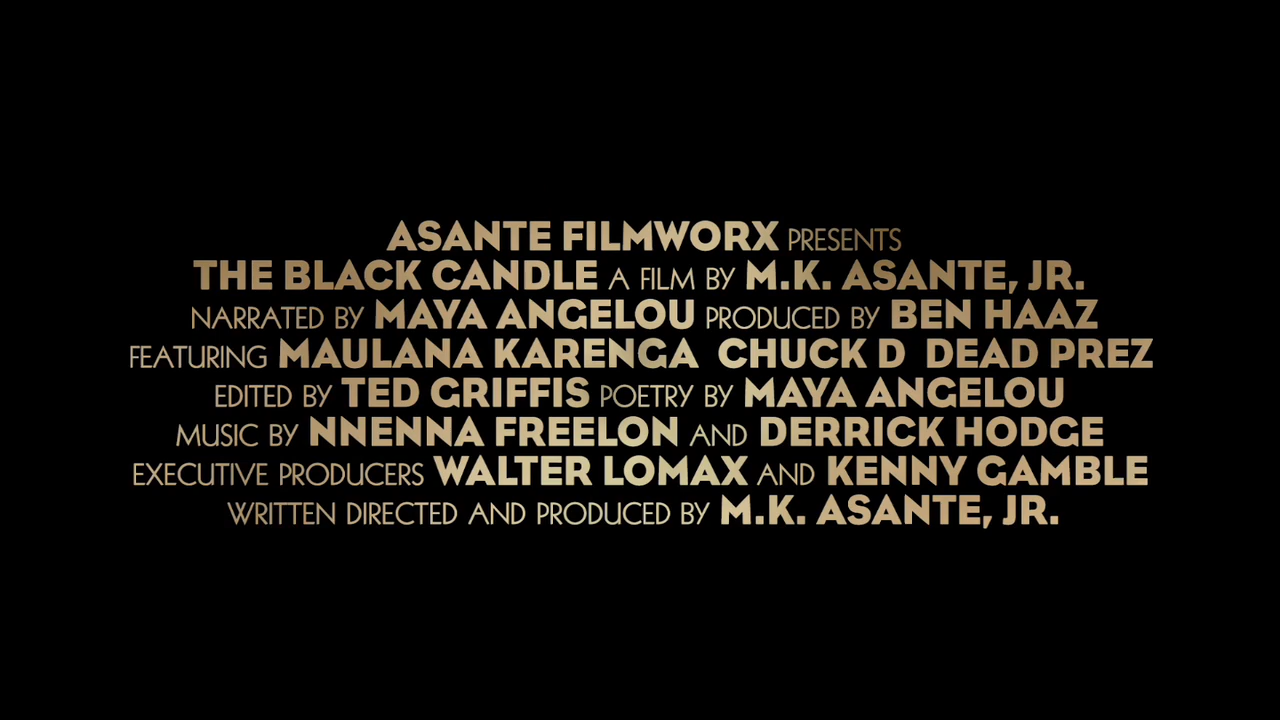 ASANTE FILMWORX PRESENTS
THE BLACK CANDLE A FILM BY M.K. ASANTE, JR.
NARRATED BY MAYA ANGELOU PRODUCED BY BEN HAAZ
FEATURING MAULANA KARENGA CHUCK D DEAD PREZ
EDITED BY TED GRIFFIS POETRY BY MAYA ANGELOU
MUSIC BY NNENNA FREELON AND DERRICK HODGE
EXECUTIVE PRODUCERS WALTER LOMAX AND KENNY GAMBLE
WRITTEN DIRECTED AND PRODUCED BY M.K. ASANTE, JR.